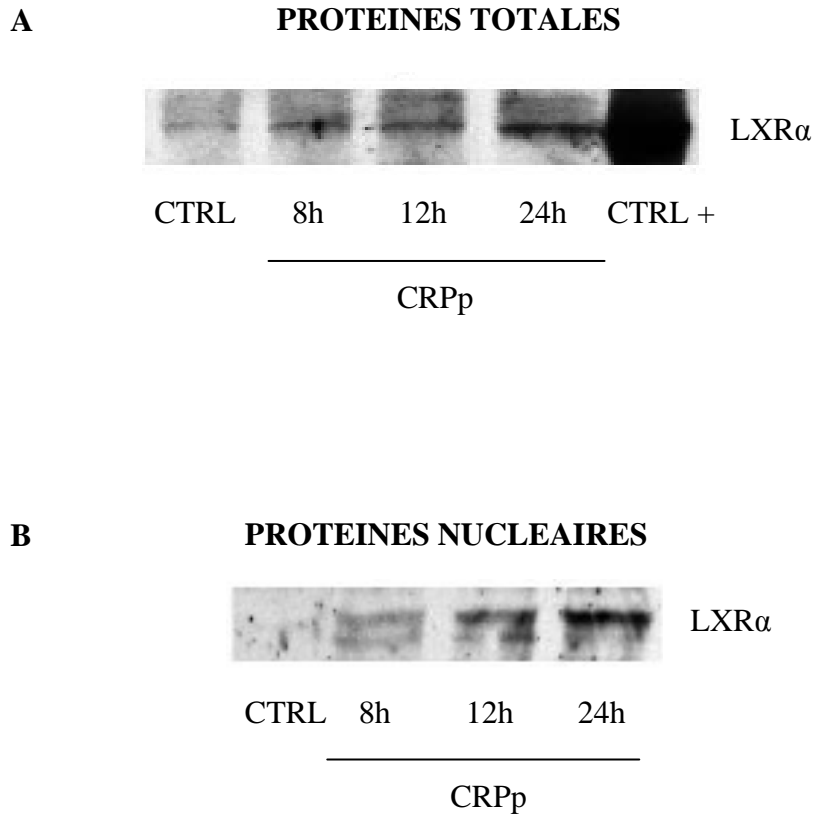 A PROTEINES TOTALES
LXRα
CTRL 8h 12h 24h CTRL +
CRPp
B PROTEINES NUCLEAIRES
LXRα
CTRL 8h 12h 24h
CRPp